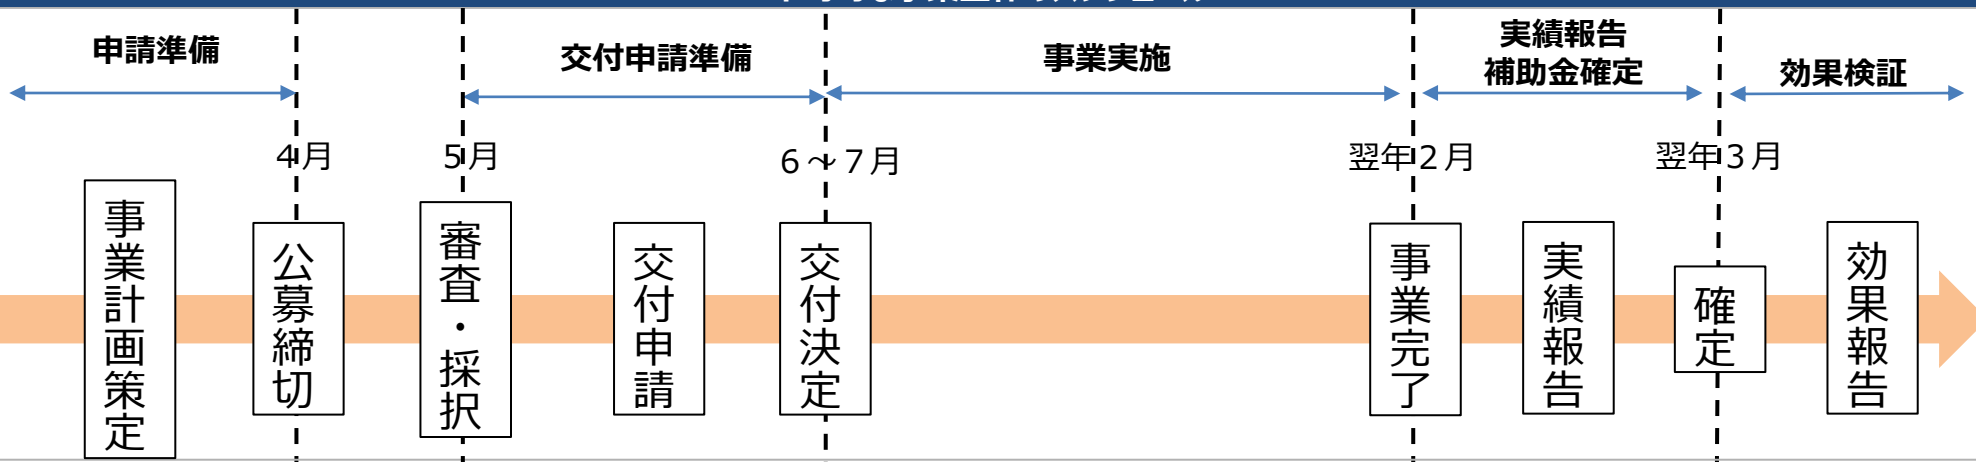 申請準備
交付申請準備
事業実施
実績報告
補助金確定
効果検証
4月
5月
6～7月
翌年2月
翌年3月
事業計画策定
公募締切
審査・採択
交付申請
交付決定
事業完了
実績報告
確定
効果報告